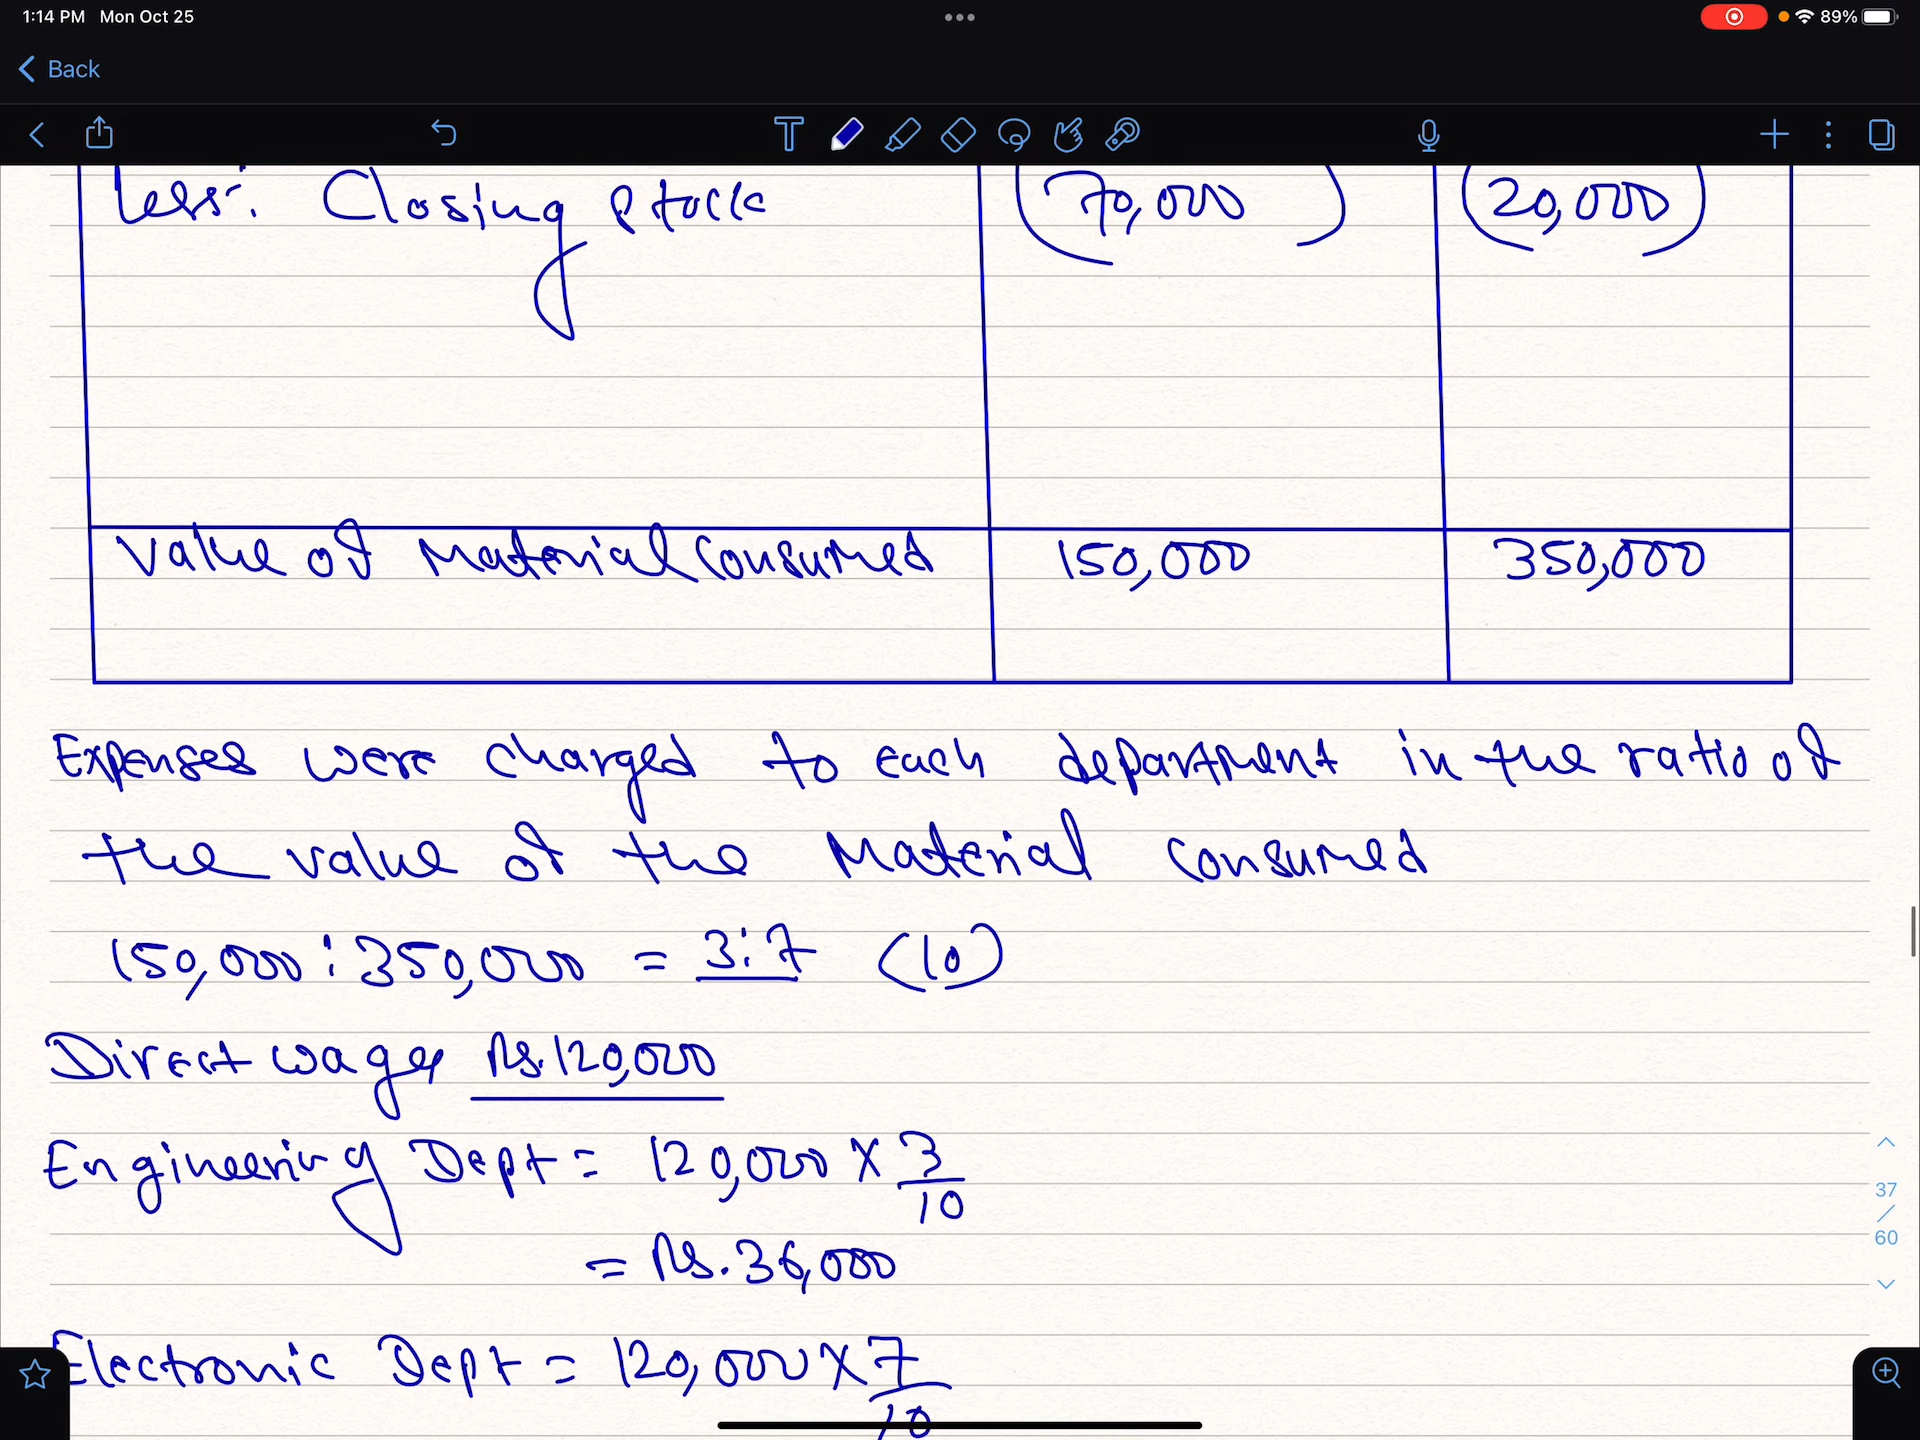 1:14 PM Mon Oct 25
89%
Back
Less: Closing stock (70,000) (20,000)
Value of Material Consumed 150,000 350,000
Expenses were charged to each department in the ratio of
the value of the Material consumed
150,000 : 350,000 = 3:7 (10)
Direct wages Rs.120,000
Engineering Dept = 120,000 X 3/10
= Rs.36,000
Electronic Dept = 120,000 X 7/10
37
/
60